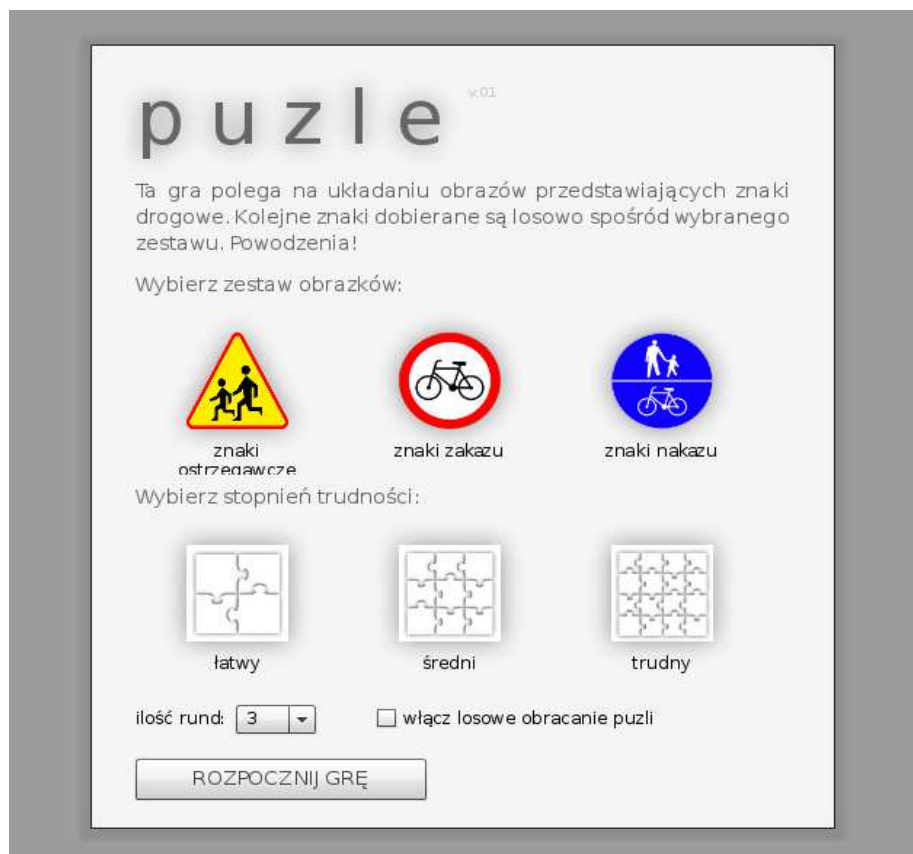 puzle v.01
Ta gra polega na układaniu obrazów przedstawiających znaki
drogowe. Kolejne znaki dobierane są losowo spośród wybranego
zestawu. Powodzenia!
Wybierz zestaw obrazków:
znaki
ostrzegawcze
znaki zakazu
znaki nakazu
Wybierz stopnień trudności:
łatwy
średni
trudny
ilość rund: 3
włącz losowe obracanie puzli
ROZPOCZNIJ GRĘ